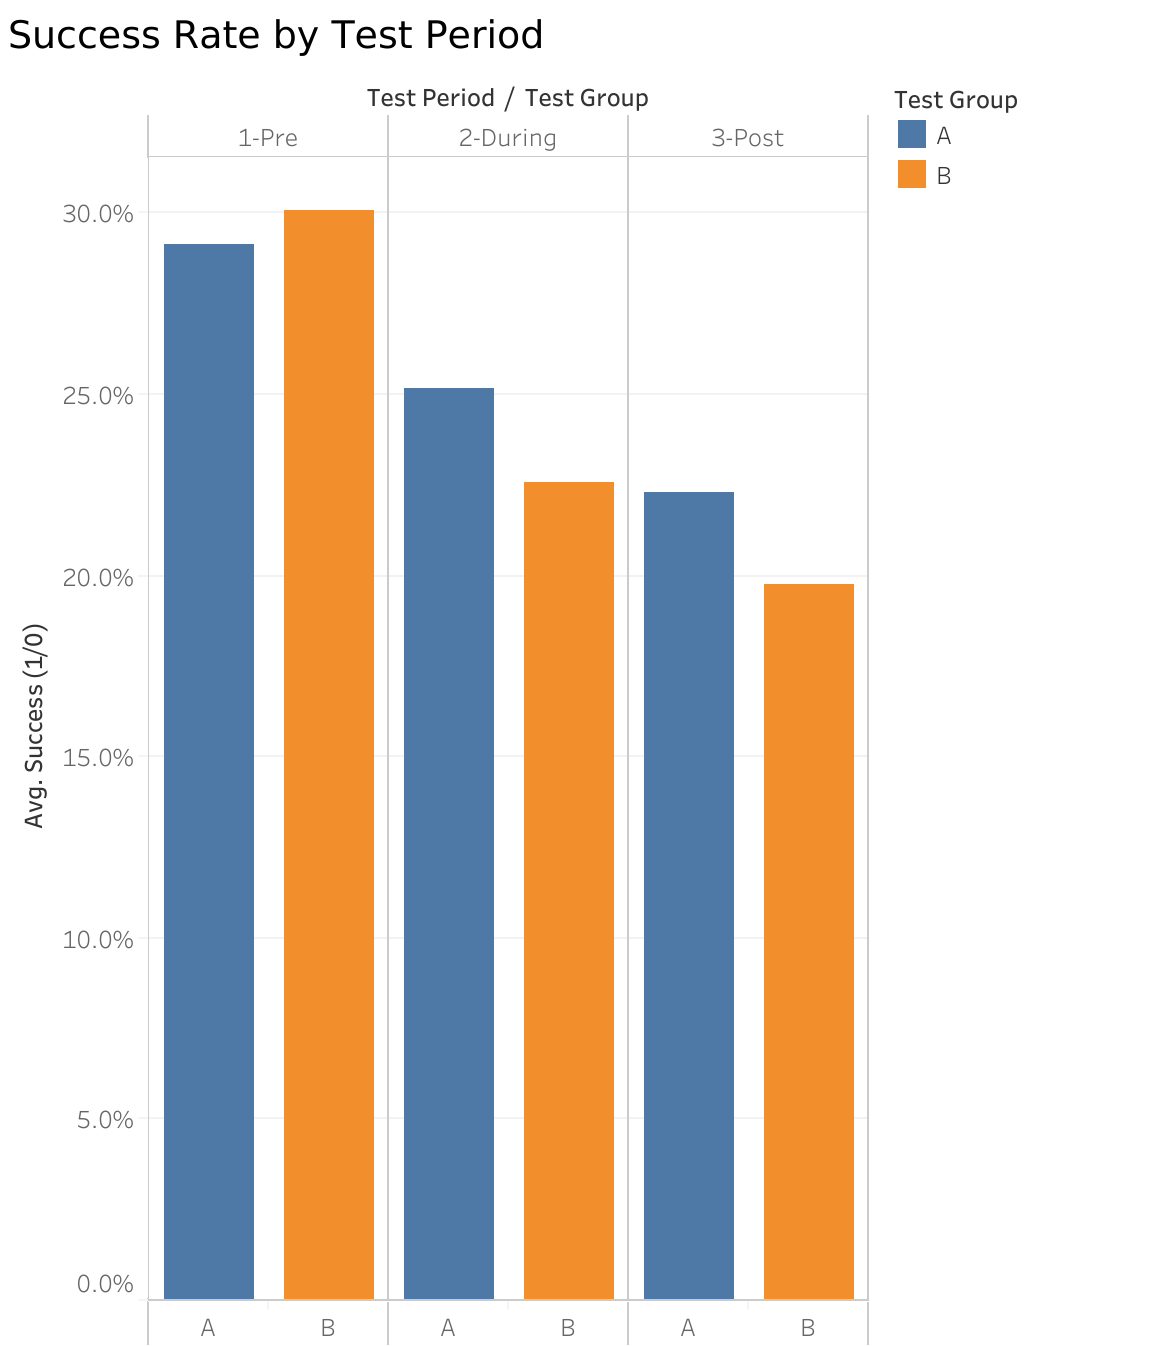 Success Rate by Test Period
Test Period / Test Group
1-Pre 2-During 3-Post
30.0%
25.0%
20.0%
15.0%
10.0%
5.0%
0.0%
Avg. Success (1/0)
A B A B A B
Test Group
A
B